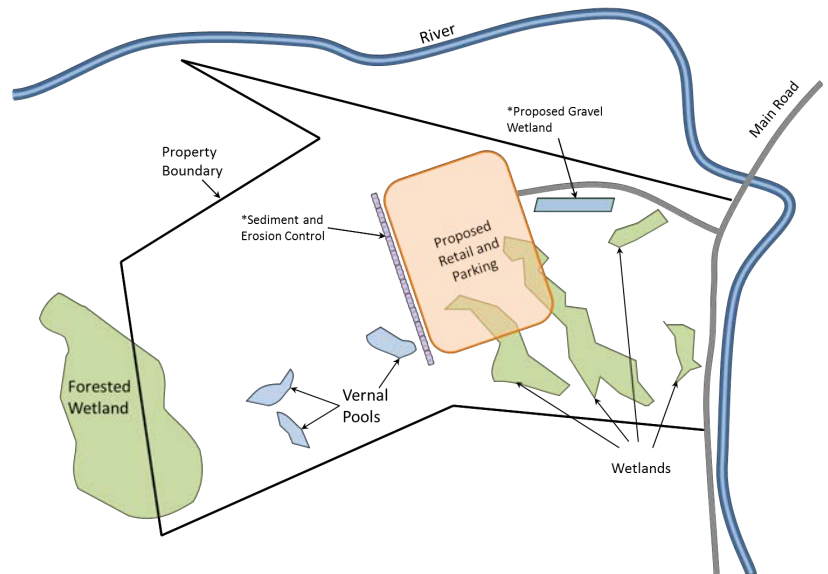 River
Main Road
*Proposed Gravel
Wetland
Property
Boundary
*Sediment and
Erosion Control
Proposed
Retail and
Parking
Forested
Wetland
Vernal
Pools
Wetlands